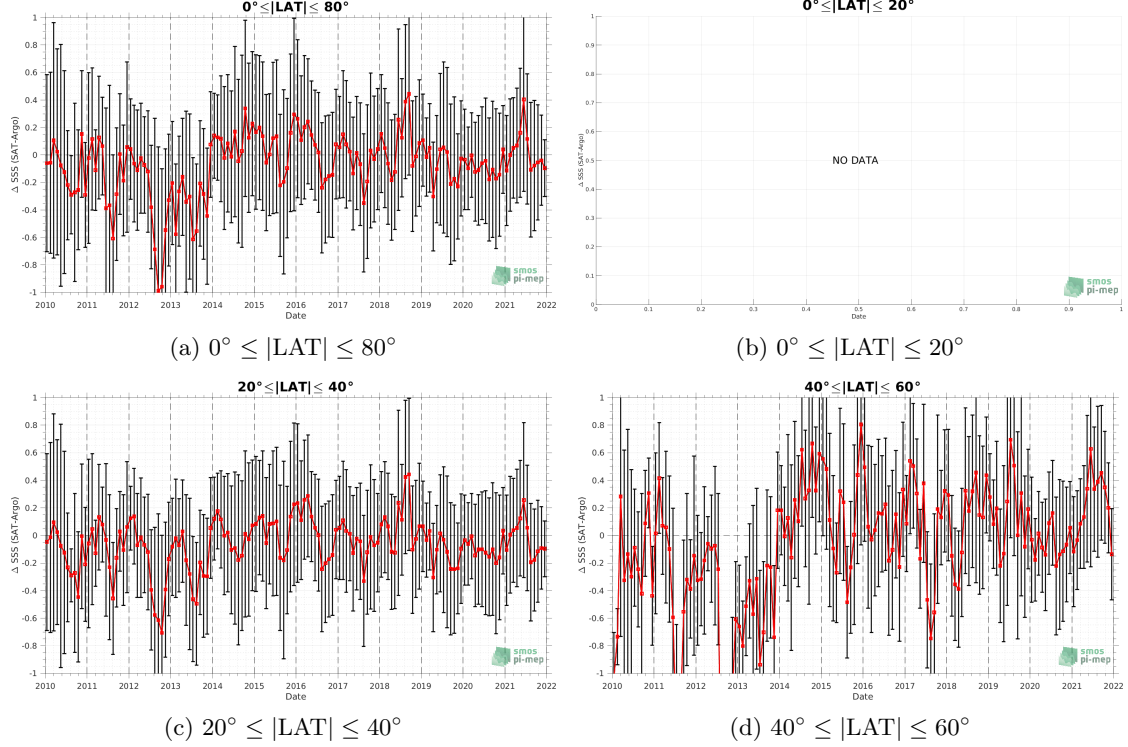 0°≤|LAT|≤ 80°
1
0.8
0.6
0.4
0.2
0
-0.2
-0.4
-0.6
-0.8
-1
Δ SSS (SAT-Argo)
2010 2011 2012 2013 2014 2015 2016 2017 2018 2019 2020 2021 2022
Date
smos
pi-mep
(a) 0° ≤ |LAT| ≤ 80°
0°≤|LAT|≤ 20°
1
0.9
0.8
0.7
0.6
0.5
0.4
0.3
0.2
0.1
0
Δ SSS (SAT-Argo)
NO DATA
0 0.1 0.2 0.3 0.4 0.5 0.6 0.7 0.8 0.9 1
Date
smos
pi-mep
(b) 0° ≤ |LAT| ≤ 20°
20°≤|LAT|≤ 40°
1
0.8
0.6
0.4
0.2
0
-0.2
-0.4
-0.6
-0.8
-1
Δ SSS (SAT-Argo)
2010 2011 2012 2013 2014 2015 2016 2017 2018 2019 2020 2021 2022
Date
smos
pi-mep
(c) 20° ≤ |LAT| ≤ 40°
40°≤|LAT|≤ 60°
1
0.8
0.6
0.4
0.2
0
-0.2
-0.4
-0.6
-0.8
-1
Δ SSS (SAT-Argo)
2010 2011 2012 2013 2014 2015 2016 2017 2018 2019 2020 2021 2022
Date
smos
pi-mep
(d) 40° ≤ |LAT| ≤ 60°